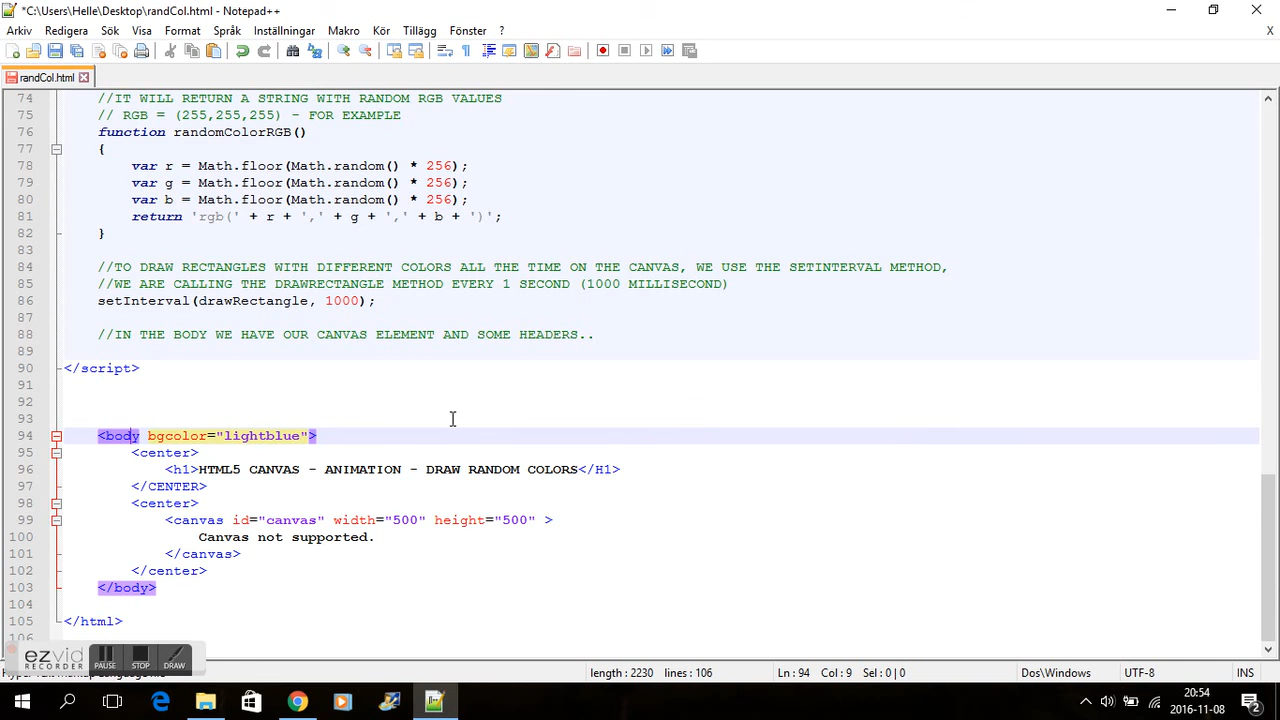 *C:\Users\Helle\Desktop\randCol.html - Notepad++
Arkiv Redigera Sök Visa Format Språk Inställningar Makro Kör Tillägg Fönster ? X
randCol.html
74 //IT WILL RETURN A STRING WITH RANDOM RGB VALUES
75 // RGB = (255,255,255) - FOR EXAMPLE
76 function randomColorRGB()
77 {
78 var r = Math.floor(Math.random() * 256);
79 var g = Math.floor(Math.random() * 256);
80 var b = Math.floor(Math.random() * 256);
81 return 'rgb(' + r + ',' + g + ',' + b + ')';
82 }
83
84 //TO DRAW RECTANGLES WITH DIFFERENT COLORS ALL THE TIME ON THE CANVAS, WE USE THE SETINTERVAL METHOD,
85 //WE ARE CALLING THE DRAWRECTANGLE METHOD EVERY 1 SECOND (1000 MILLISECOND)
86 setInterval(drawRectangle, 1000);
87
88 //IN THE BODY WE HAVE OUR CANVAS ELEMENT AND SOME HEADERS..
89
90 </script>
91
92
93
94 <body bgcolor="lightblue">
95 <center>
96 <h1>HTML5 CANVAS - ANIMATION - DRAW RANDOM COLORS</H1>
97 </CENTER>
98 <center>
99 <canvas id="canvas" width="500" height="500" >
100 Canvas not supported.
101 </canvas>
102 </center>
103 </body>
104
105 </html>
106
ezvid
RECORDER PAUSE STOP DRAW
length : 2230 lines : 106 Ln : 94 Col : 9 Sel : 0 | 0 Dos\Windows UTF-8 INS
20:54
2016-11-08
2